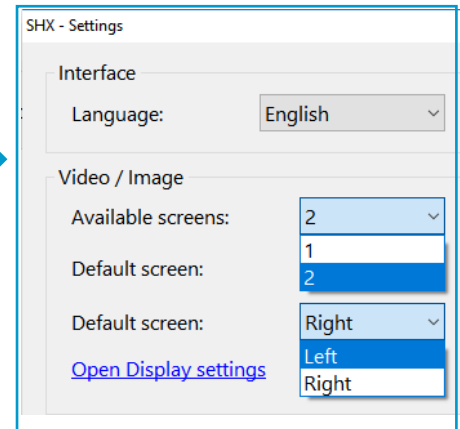 SHX - Settings
Interface
Language: English
Video / Image
Available screens: 2
1
Default screen: 2
Default screen: Right
Left
Open Display settings
Right